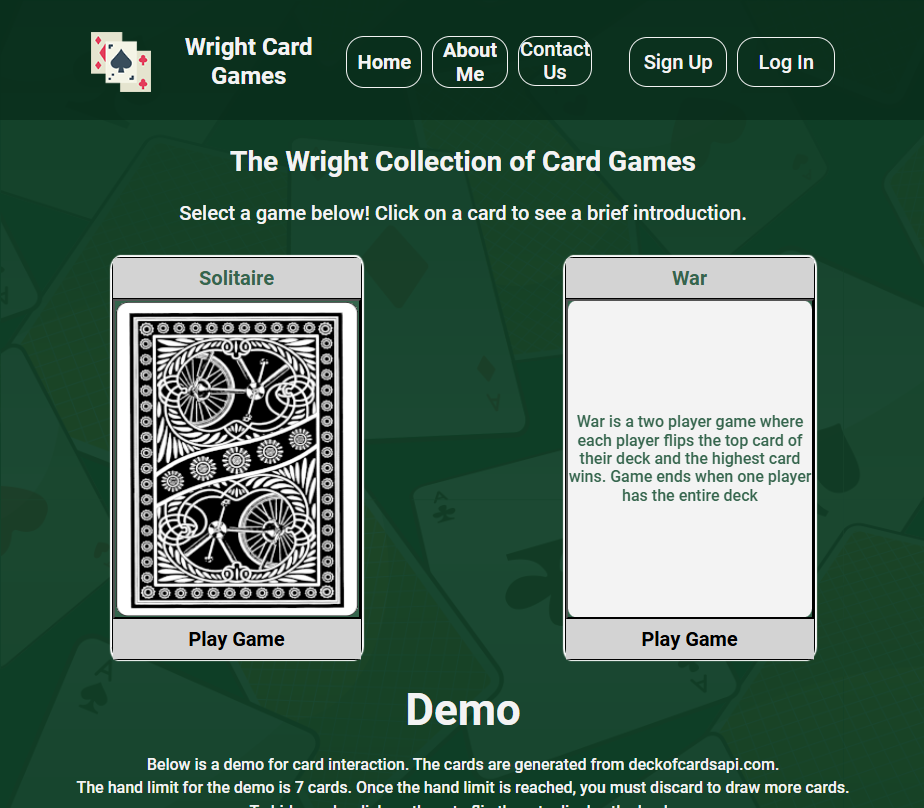 Wright Card
Games
Home
About
Me
Contact
Us
Sign Up
Log In
The Wright Collection of Card Games
Select a game below! Click on a card to see a brief introduction.
Solitaire
War
War is a two player game where
each player flips the top card of
their deck and the highest card
wins. Game ends when one player
has the entire deck
Play Game
Play Game
Demo
Below is a demo for card interaction. The cards are generated from deckofcardsapi.com.
The hand limit for the demo is 7 cards. Once the hand limit is reached, you must discard to draw more cards.